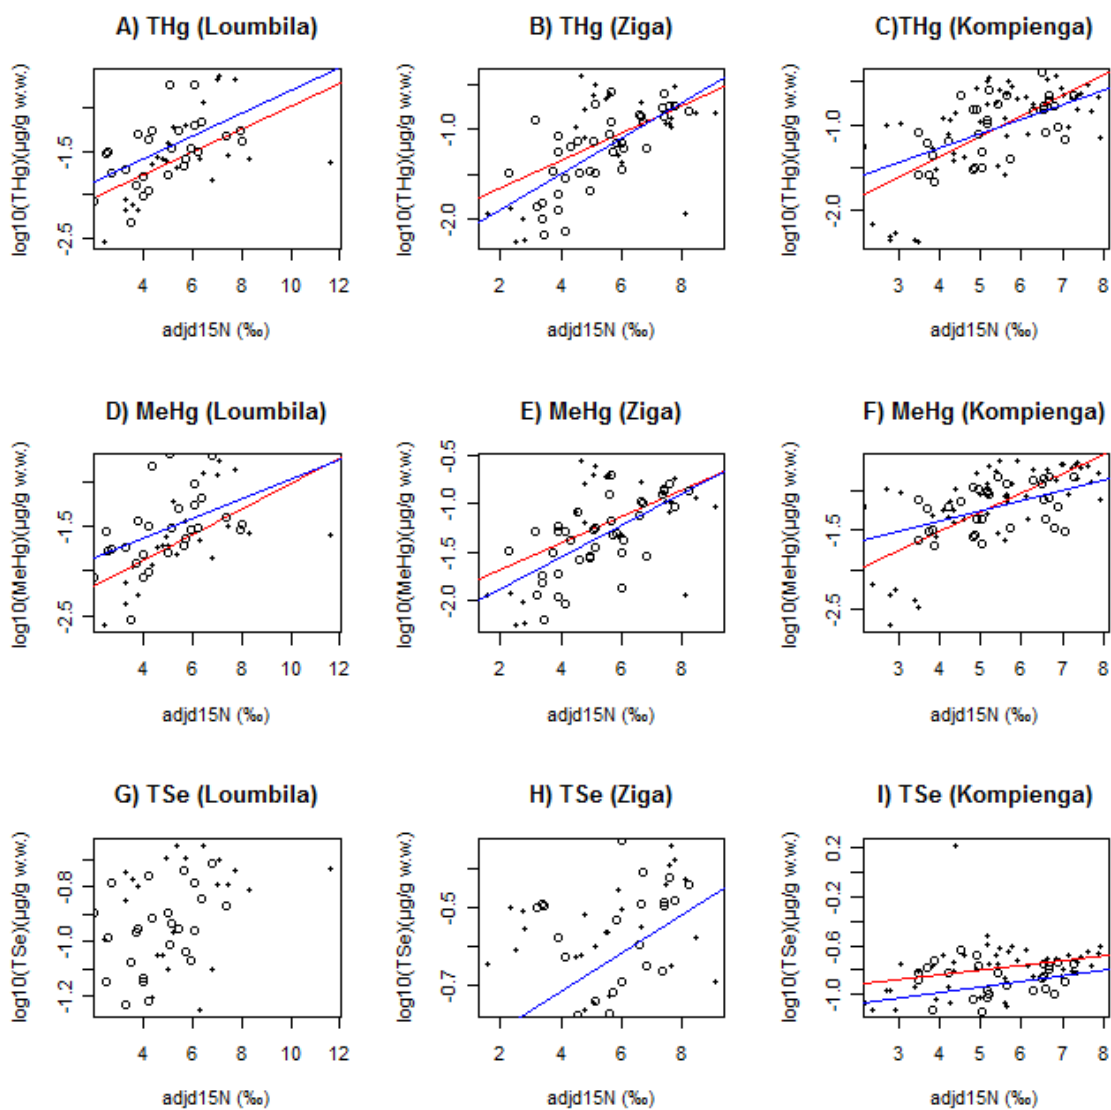 A) THg (Loumbila)
B) THg (Ziga)
C)THg (Kompienga)
log10(THg)(µg/g w.w.)
-1.5
-2.5
4 6 8 10 12
adjd15N (‰)
log10(THg)(µg/g w.w.)
-1.0
-2.0
2 4 6 8
adjd15N (‰)
log10(THg)(µg/g w.w.)
-1.0
-2.0
3 4 5 6 7 8
adjd15N (‰)
D) MeHg (Loumbila)
E) MeHg (Ziga)
F) MeHg (Kompienga)
log10(MeHg)(µg/g w.w.)
-1.5
-2.5
4 6 8 10 12
adjd15N (‰)
log10(MeHg)(µg/g w.w.)
-0.5
-1.0
-1.5
-2.0
2 4 6 8
adjd15N (‰)
log10(MeHg)(µg/g w.w.)
-1.5
-2.5
3 4 5 6 7 8
adjd15N (‰)
G) TSe (Loumbila)
H) TSe (Ziga)
I) TSe (Kompienga)
log10(TSe)(µg/g w.w.)
-0.8
-1.0
-1.2
4 6 8 10 12
adjd15N (‰)
log10(TSe)(µg/g w.w.)
-0.5
-0.7
2 4 6 8
adjd15N (‰)
log10(TSe)(µg/g w.w.)
0.2
-0.2
-0.6
-1.0
3 4 5 6 7 8
adjd15N (‰)